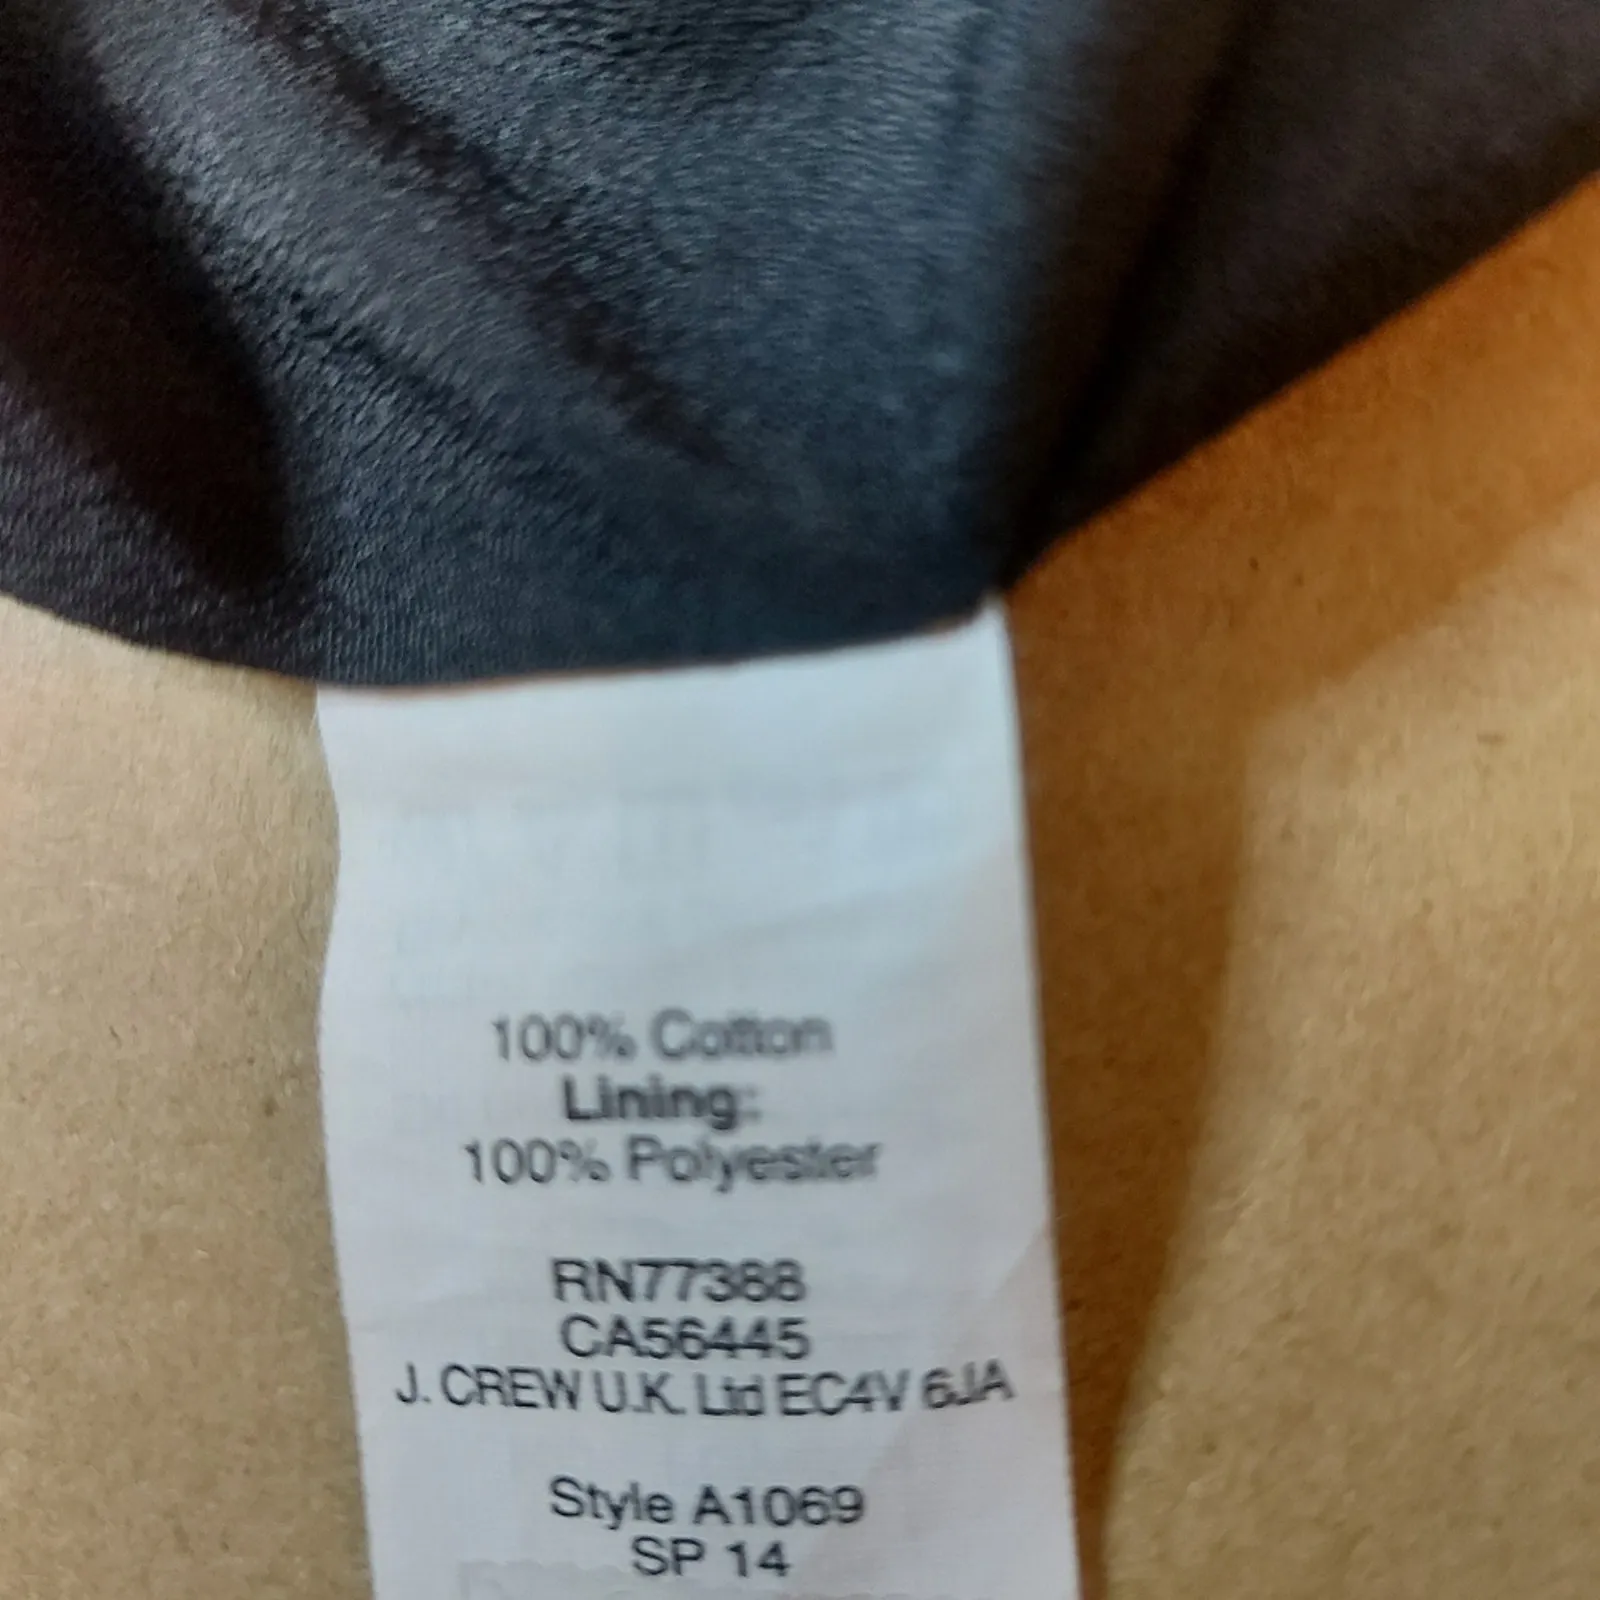 100% Cotton
Lining:
100% Polyester
RN77388
CA56445
J. CREW U.K. Ltd EC4V 6JA
Style A1069
SP 14